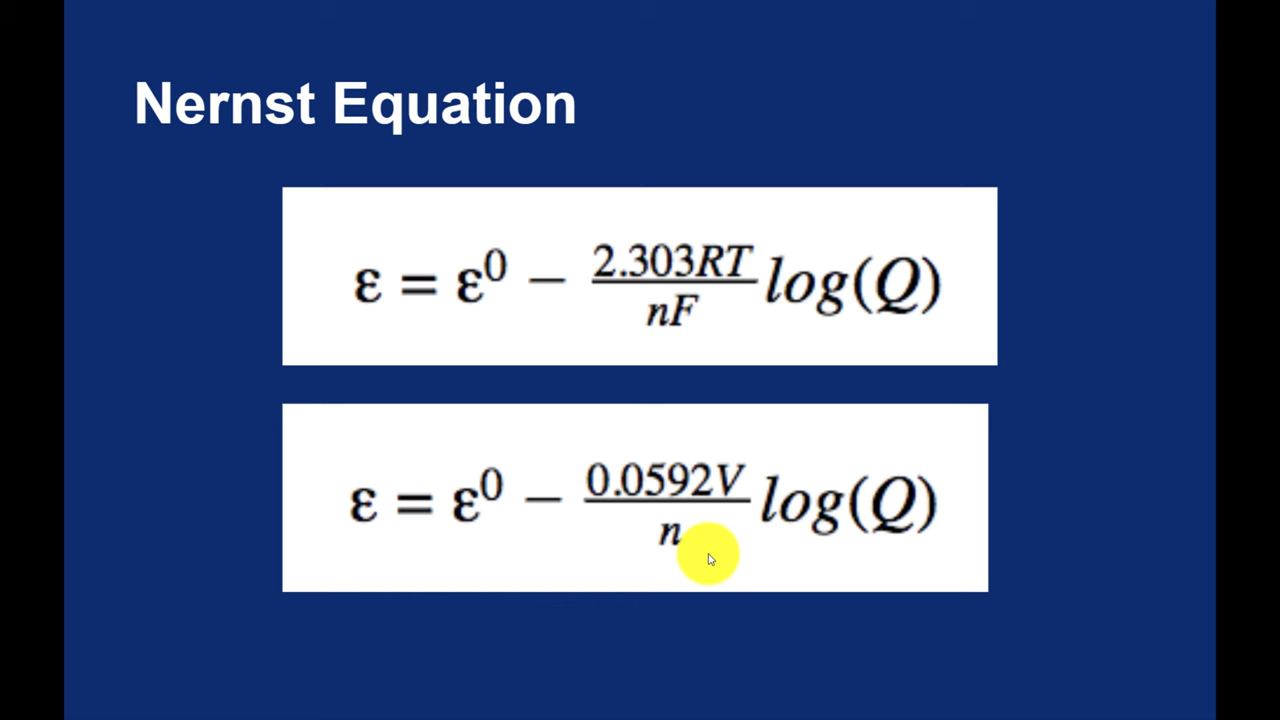 Nernst Equation
ε = ε⁰ − 2.303RT/nF log(Q)
ε = ε⁰ − 0.0592V/n log(Q)